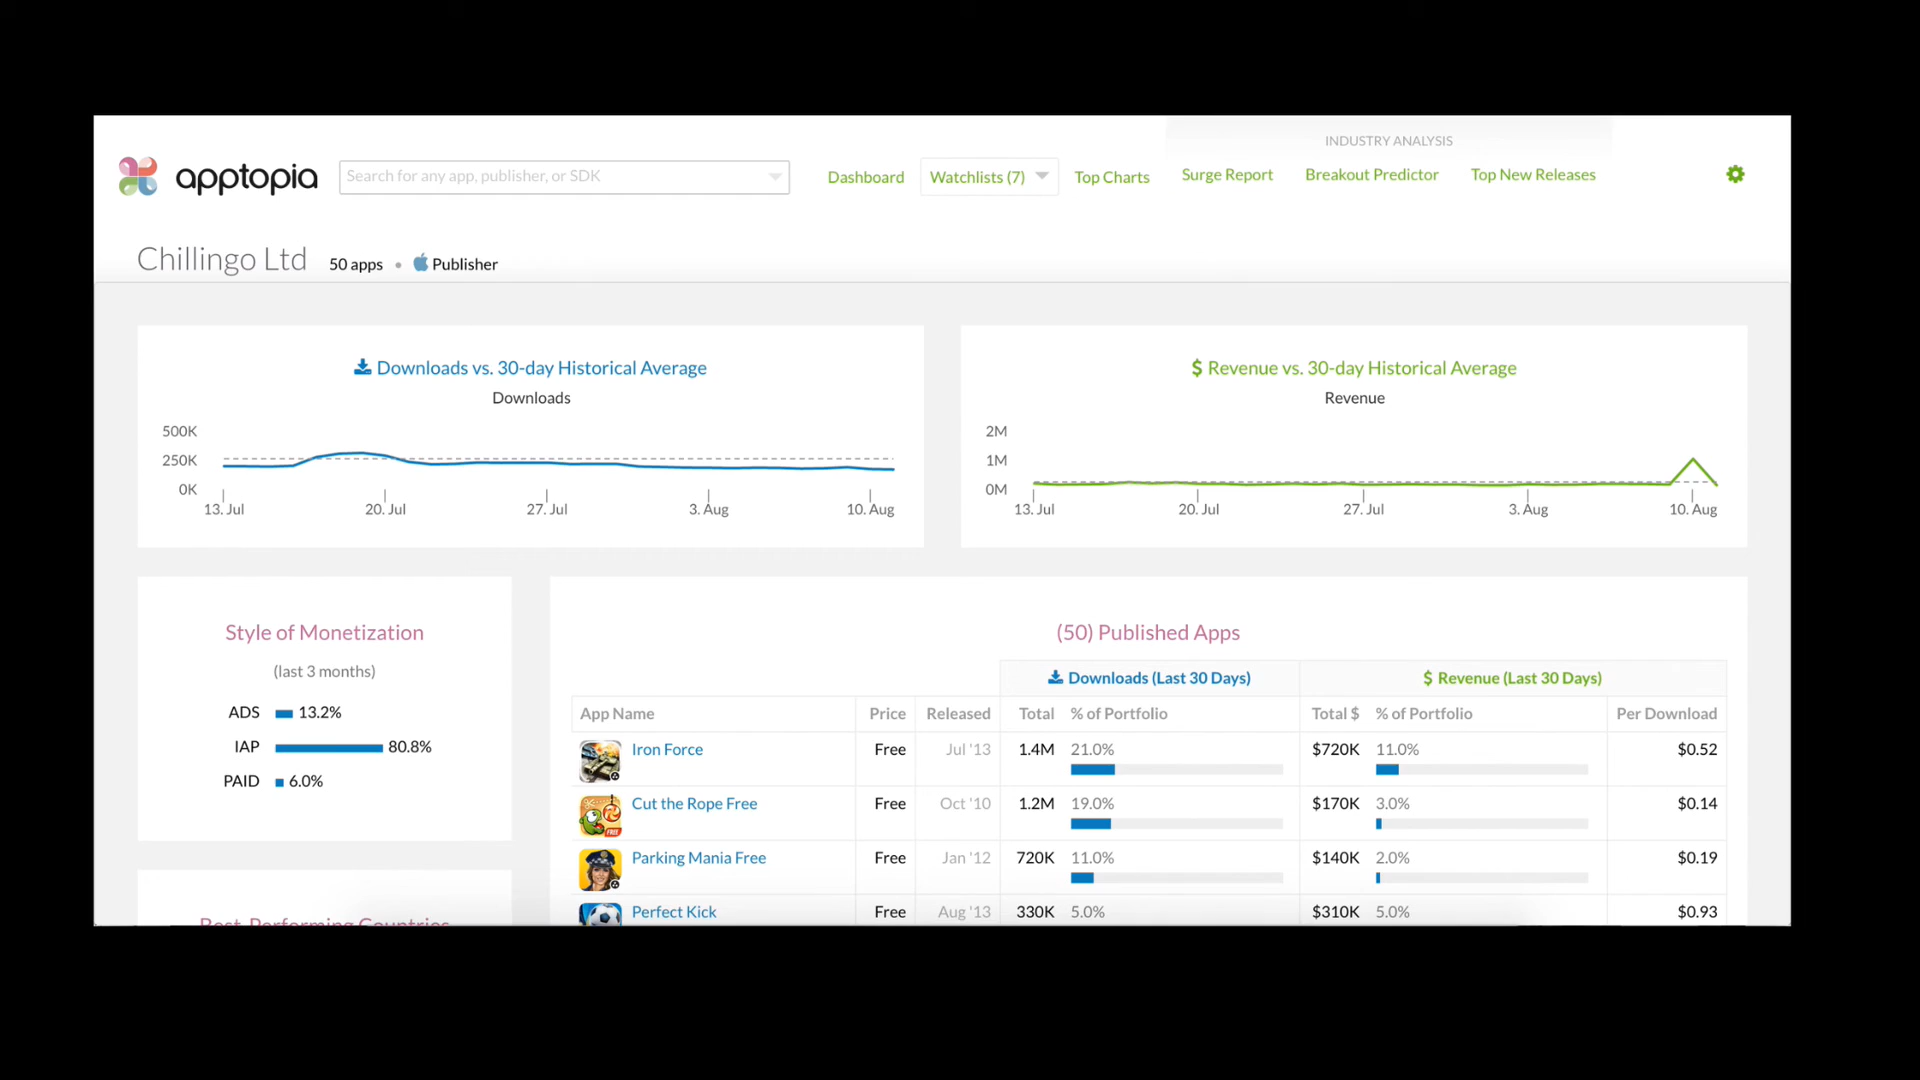 INDUSTRY ANALYSIS
apptopia
Search for any app, publisher, or SDK
Dashboard
Watchlists (7)
Top Charts
Surge Report
Breakout Predictor
Top New Releases
Chillingo Ltd 50 apps • Publisher
Downloads vs. 30-day Historical Average
Downloads
500K
250K
0K
13. Jul 20. Jul 27. Jul 3. Aug 10. Aug
$ Revenue vs. 30-day Historical Average
Revenue
2M
1M
0M
13. Jul 20. Jul 27. Jul 3. Aug 10. Aug
Style of Monetization
(last 3 months)
ADS 13.2%
IAP 80.8%
PAID 6.0%
Best-Performing Countries
(50) Published Apps
Downloads (Last 30 Days) $ Revenue (Last 30 Days)
App Name Price Released Total % of Portfolio Total $ % of Portfolio Per Download
Iron Force Free Jul '13 1.4M 21.0% $720K 11.0% $0.52
Cut the Rope Free Free Oct '10 1.2M 19.0% $170K 3.0% $0.14
FREE
Parking Mania Free Free Jan '12 720K 11.0% $140K 2.0% $0.19
Perfect Kick Free Aug '13 330K 5.0% $310K 5.0% $0.93